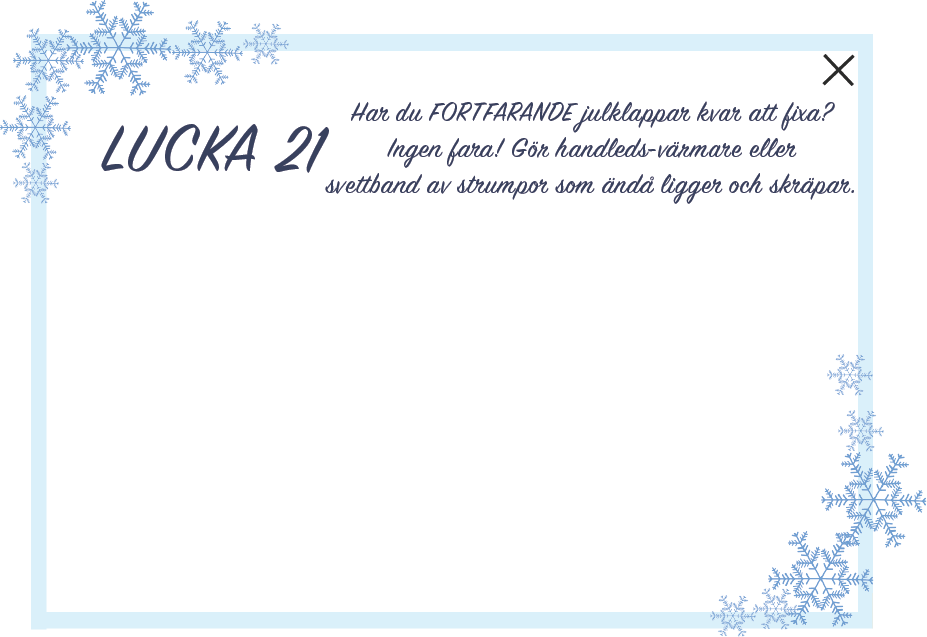 LUCKA 21
Har du FORTFARANDE julklappar kvar att fixa?
Ingen fara! Gör handleds-värmare eller
svettband av strumpor som ändå ligger och skräpar.